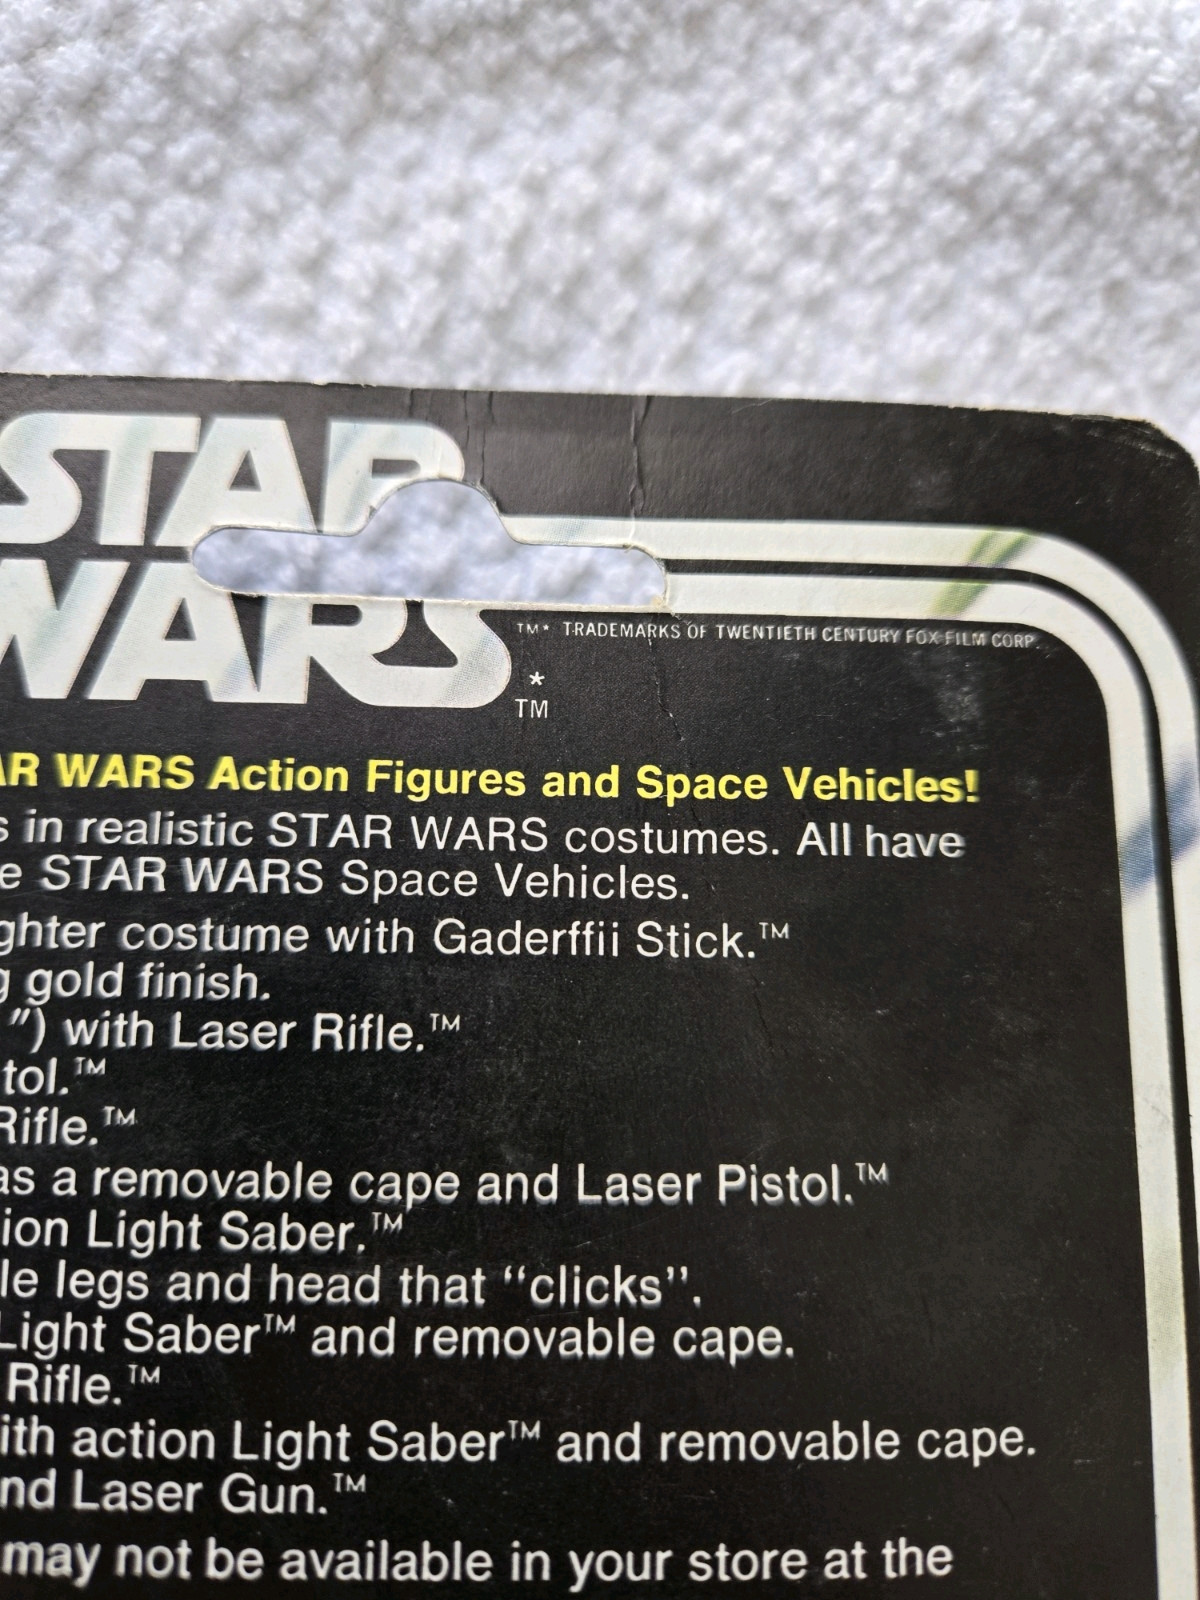 STAR
WARS
™* TRADEMARKS OF TWENTIETH CENTURY FOX FILM CORP.
*
TM
AR WARS Action Figures and Space Vehicles!
s in realistic STAR WARS costumes. All have
e STAR WARS Space Vehicles.
ghter costume with Gaderffii Stick.™
g gold finish.
") with Laser Rifle.™
tol.™
Rifle.™
as a removable cape and Laser Pistol.™
ion Light Saber.™
le legs and head that “clicks”.
Light Saber™ and removable cape.
Rifle.™
ith action Light Saber™ and removable cape.
nd Laser Gun.™
may not be available in your store at the